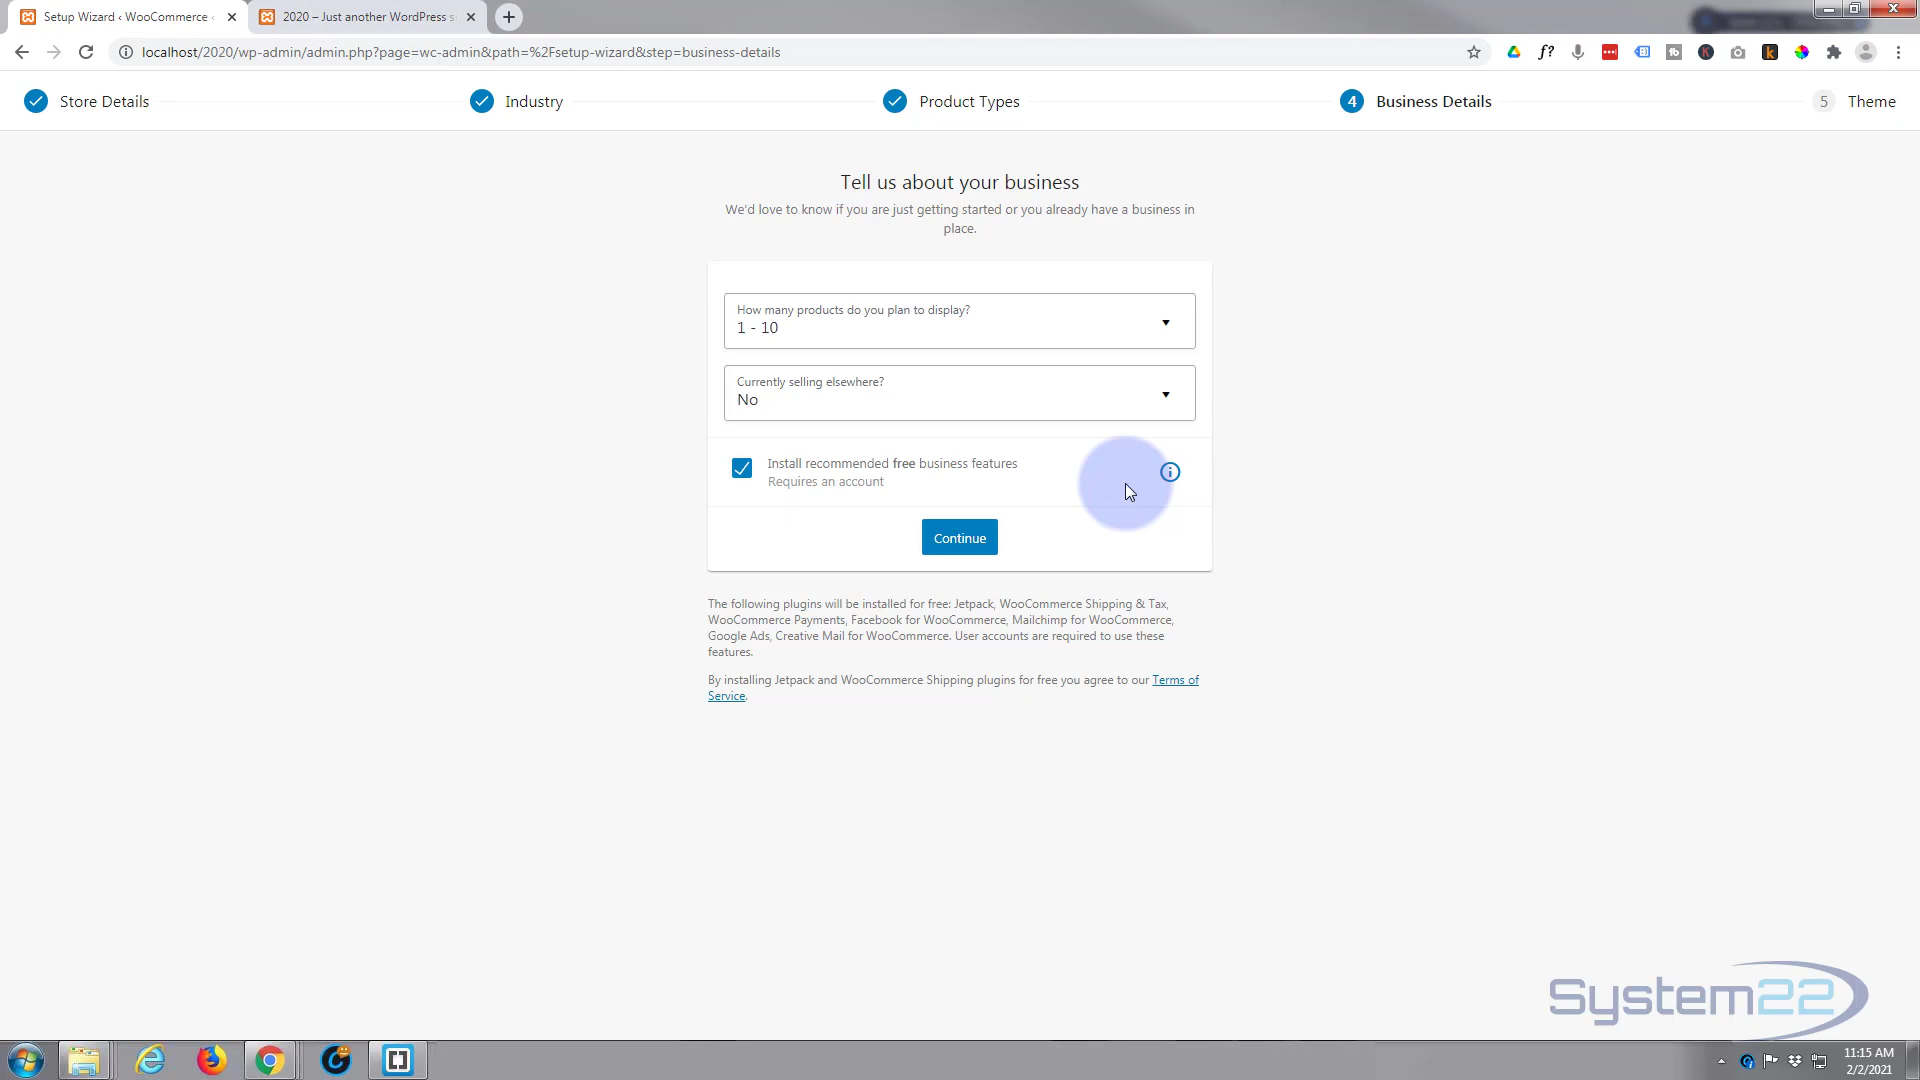 Setup Wizard ‹ WooCommerce ‹
2020 – Just another WordPress s
localhost/2020/wp-admin/admin.php?page=wc-admin&path=%2Fsetup-wizard&step=business-details
Store Details
Industry
Product Types
4 Business Details
5 Theme
Tell us about your business
We'd love to know if you are just getting started or you already have a business in
place.
How many products do you plan to display?
1 - 10
Currently selling elsewhere?
No
Install recommended free business features
Requires an account
Continue
The following plugins will be installed for free: Jetpack, WooCommerce Shipping & Tax,
WooCommerce Payments, Facebook for WooCommerce, Mailchimp for WooCommerce,
Google Ads, Creative Mail for WooCommerce. User accounts are required to use these
features.
By installing Jetpack and WooCommerce Shipping plugins for free you agree to our Terms of
Service.
System22
11:15 AM
2/2/2021